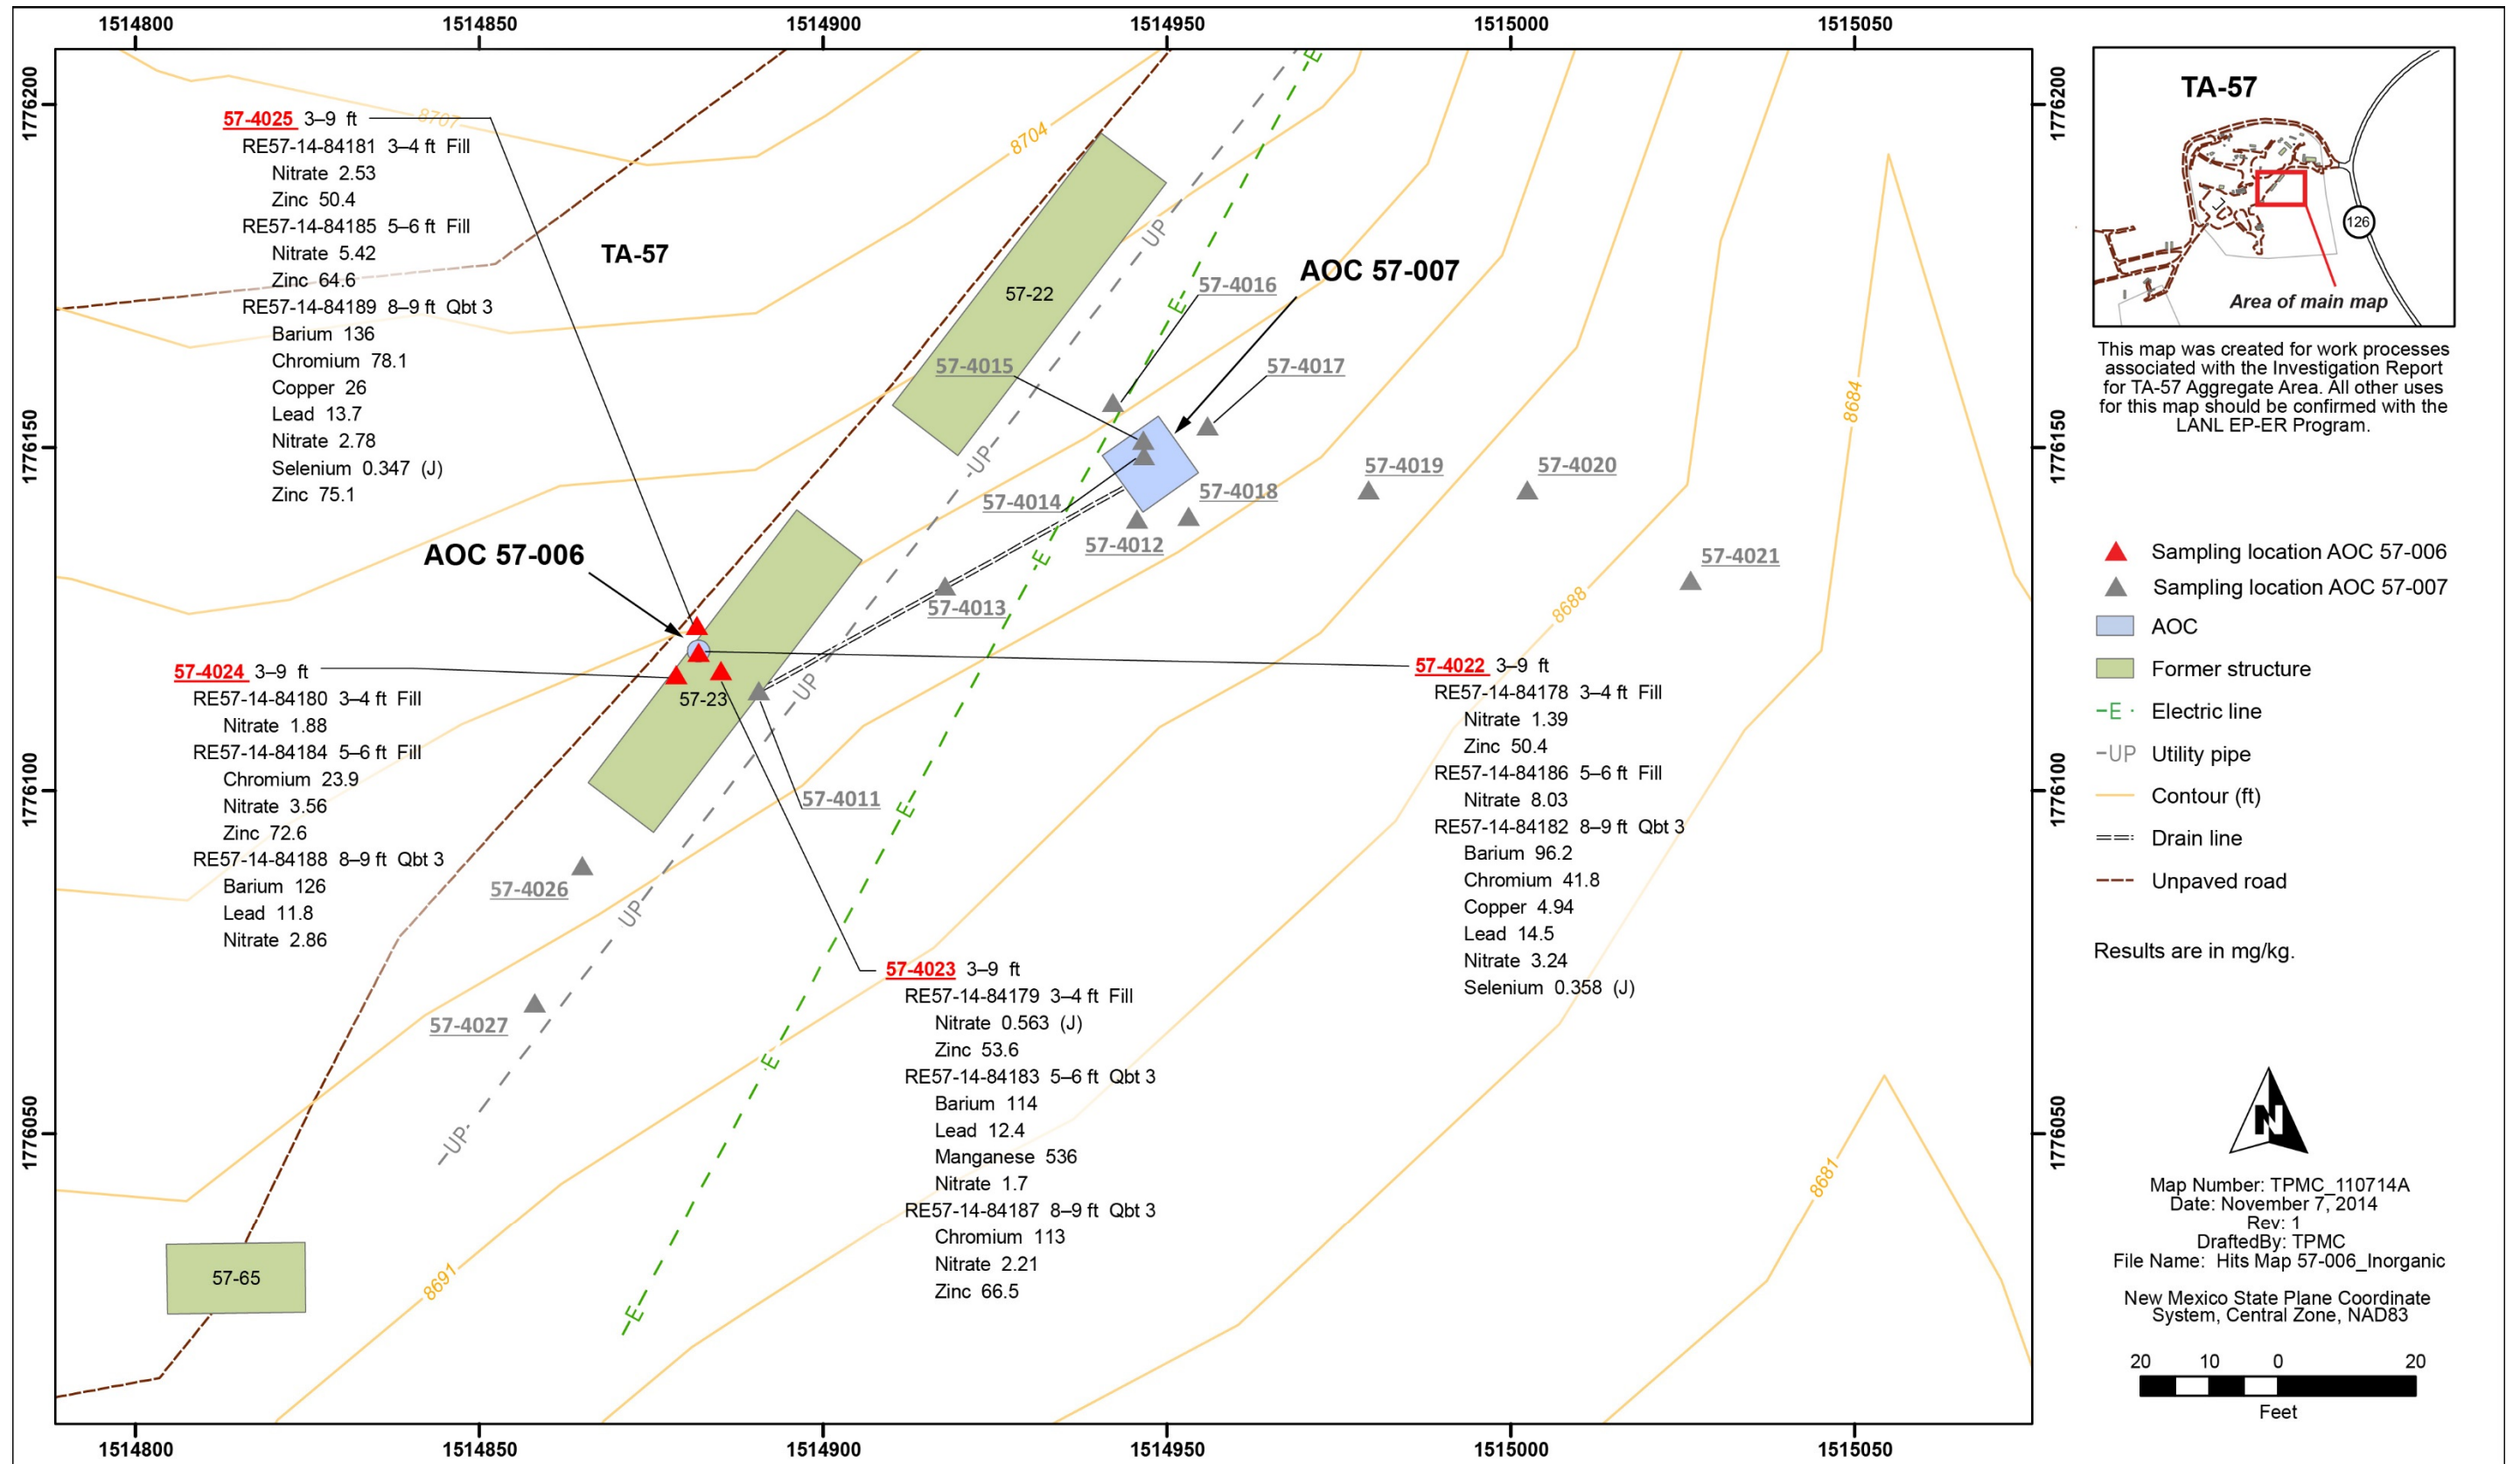 1514800 1514850 1514900 1514950 1515000 1515050
1776200
1776150
1776100
1776050
57-4025 3–9 ft
RE57-14-84181 3–4 ft Fill
Nitrate 2.53
Zinc 50.4
RE57-14-84185 5–6 ft Fill
Nitrate 5.42
Zinc 64.6
RE57-14-84189 8–9 ft Qbt 3
Barium 136
Chromium 78.1
Copper 26
Lead 13.7
Nitrate 2.78
Selenium 0.347 (J)
Zinc 75.1
8707
8704
TA-57
57-22
UP
E
57-4016
AOC 57-007
E
57-4015
57-4017
UP
57-4014
57-4018
57-4019
57-4020
8684
E
57-4012
57-4021
AOC 57-006
57-4013
8688
57-4024 3–9 ft
RE57-14-84180 3–4 ft Fill
Nitrate 1.88
RE57-14-84184 5–6 ft Fill
Chromium 23.9
Nitrate 3.56
Zinc 72.6
RE57-14-84188 8–9 ft Qbt 3
Barium 126
Lead 11.8
Nitrate 2.86
57-23
UP
57-4011
E
57-4022 3–9 ft
RE57-14-84178 3–4 ft Fill
Nitrate 1.39
Zinc 50.4
RE57-14-84186 5–6 ft Fill
Nitrate 8.03
RE57-14-84182 8–9 ft Qbt 3
Barium 96.2
Chromium 41.8
Copper 4.94
Lead 14.5
Nitrate 3.24
Selenium 0.358 (J)
57-4026
UP
57-4027
E
UP
57-4023 3–9 ft
RE57-14-84179 3–4 ft Fill
Nitrate 0.563 (J)
Zinc 53.6
RE57-14-84183 5–6 ft Qbt 3
Barium 114
Lead 12.4
Manganese 536
Nitrate 1.7
RE57-14-84187 8–9 ft Qbt 3
Chromium 113
Nitrate 2.21
Zinc 66.5
57-65
8691
E
8681
1776200
1776150
1776100
1776050
1514800 1514850 1514900 1514950 1515000 1515050
TA-57
126
Area of main map
This map was created for work processes
associated with the Investigation Report
for TA-57 Aggregate Area. All other uses
for this map should be confirmed with the
LANL EP-ER Program.
Sampling location AOC 57-006
Sampling location AOC 57-007
AOC
Former structure
E Electric line
UP Utility pipe
Contour (ft)
Drain line
Unpaved road
Results are in mg/kg.
N
Map Number: TPMC_110714A
Date: November 7, 2014
Rev: 1
DraftedBy: TPMC
File Name: Hits Map 57-006_Inorganic
New Mexico State Plane Coordinate
System, Central Zone, NAD83
20 10 0 20
Feet